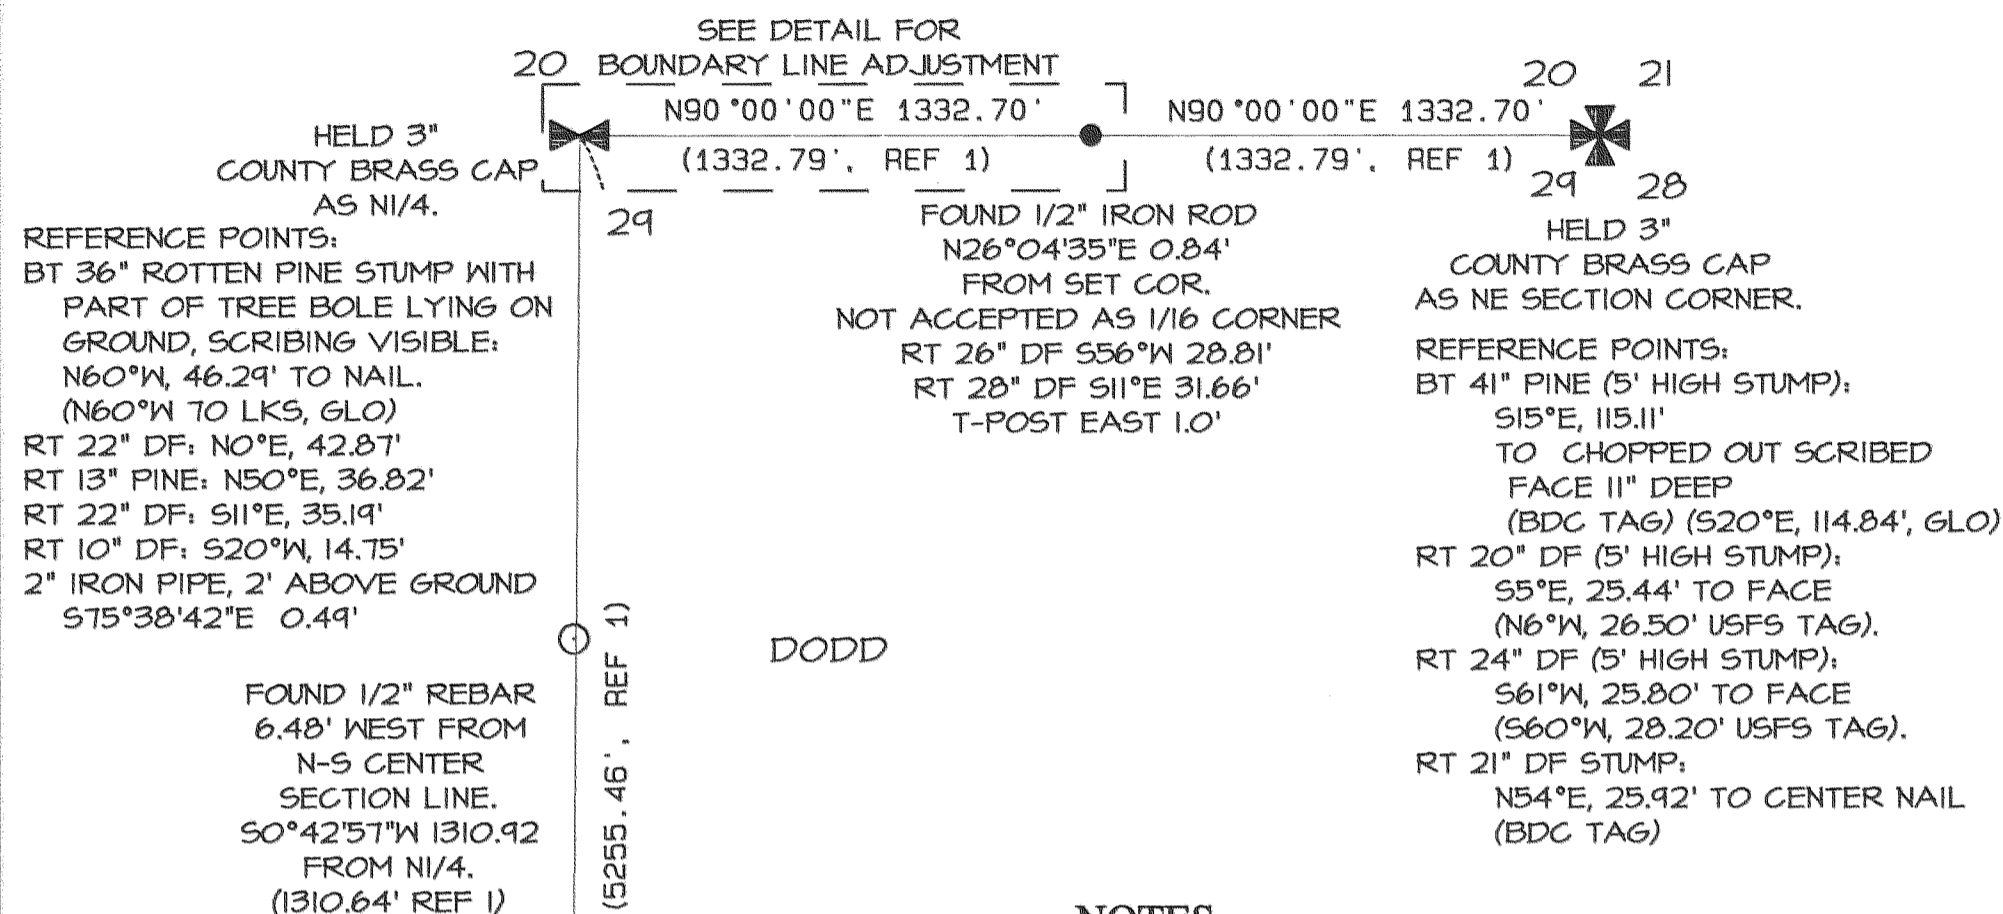 SEE DETAIL FOR
BOUNDARY LINE ADJUSTMENT
20
N90°00'00"E 1332.70'
(1332.79', REF 1)
N90°00'00"E 1332.70'
(1332.79', REF 1)
20 21
29 28
29
HELD 3"
COUNTY BRASS CAP
AS N1/4.
REFERENCE POINTS:
BT 36" ROTTEN PINE STUMP WITH
PART OF TREE BOLE LYING ON
GROUND, SCRIBING VISIBLE:
N60°W, 46.29' TO NAIL.
(N60°W 70 LKS, GLO)
RT 22" DF: N0°E, 42.87'
RT 13" PINE: N50°E, 36.82'
RT 22" DF: S11°E, 35.19'
RT 10" DF: S20°W, 14.75'
2" IRON PIPE, 2' ABOVE GROUND
S75°38'42"E 0.49'
FOUND 1/2" REBAR
6.48' WEST FROM
N-S CENTER
SECTION LINE.
S0°42'57"W 1310.92
FROM N1/4.
(1310.64' REF 1)
(5255.46', REF 1)
FOUND 1/2" IRON ROD
N26°04'35"E 0.84'
FROM SET COR.
NOT ACCEPTED AS 1/16 CORNER
RT 26" DF S56°W 28.81'
RT 28" DF S11°E 31.66'
T-POST EAST 1.0'
DODD
HELD 3"
COUNTY BRASS CAP
AS NE SECTION CORNER.
REFERENCE POINTS:
BT 41" PINE (5' HIGH STUMP):
S15°E, 115.11'
TO CHOPPED OUT SCRIBED
FACE 11" DEEP
(BDC TAG) (S20°E, 114.84', GLO)
RT 20" DF (5' HIGH STUMP):
S5°E, 25.44' TO FACE
(N6°W, 26.50' USFS TAG).
RT 24" DF (5' HIGH STUMP):
S61°W, 25.80' TO FACE
(S60°W, 28.20' USFS TAG).
RT 21" DF STUMP:
N54°E, 25.92' TO CENTER NAIL
(BDC TAG)
NOTES